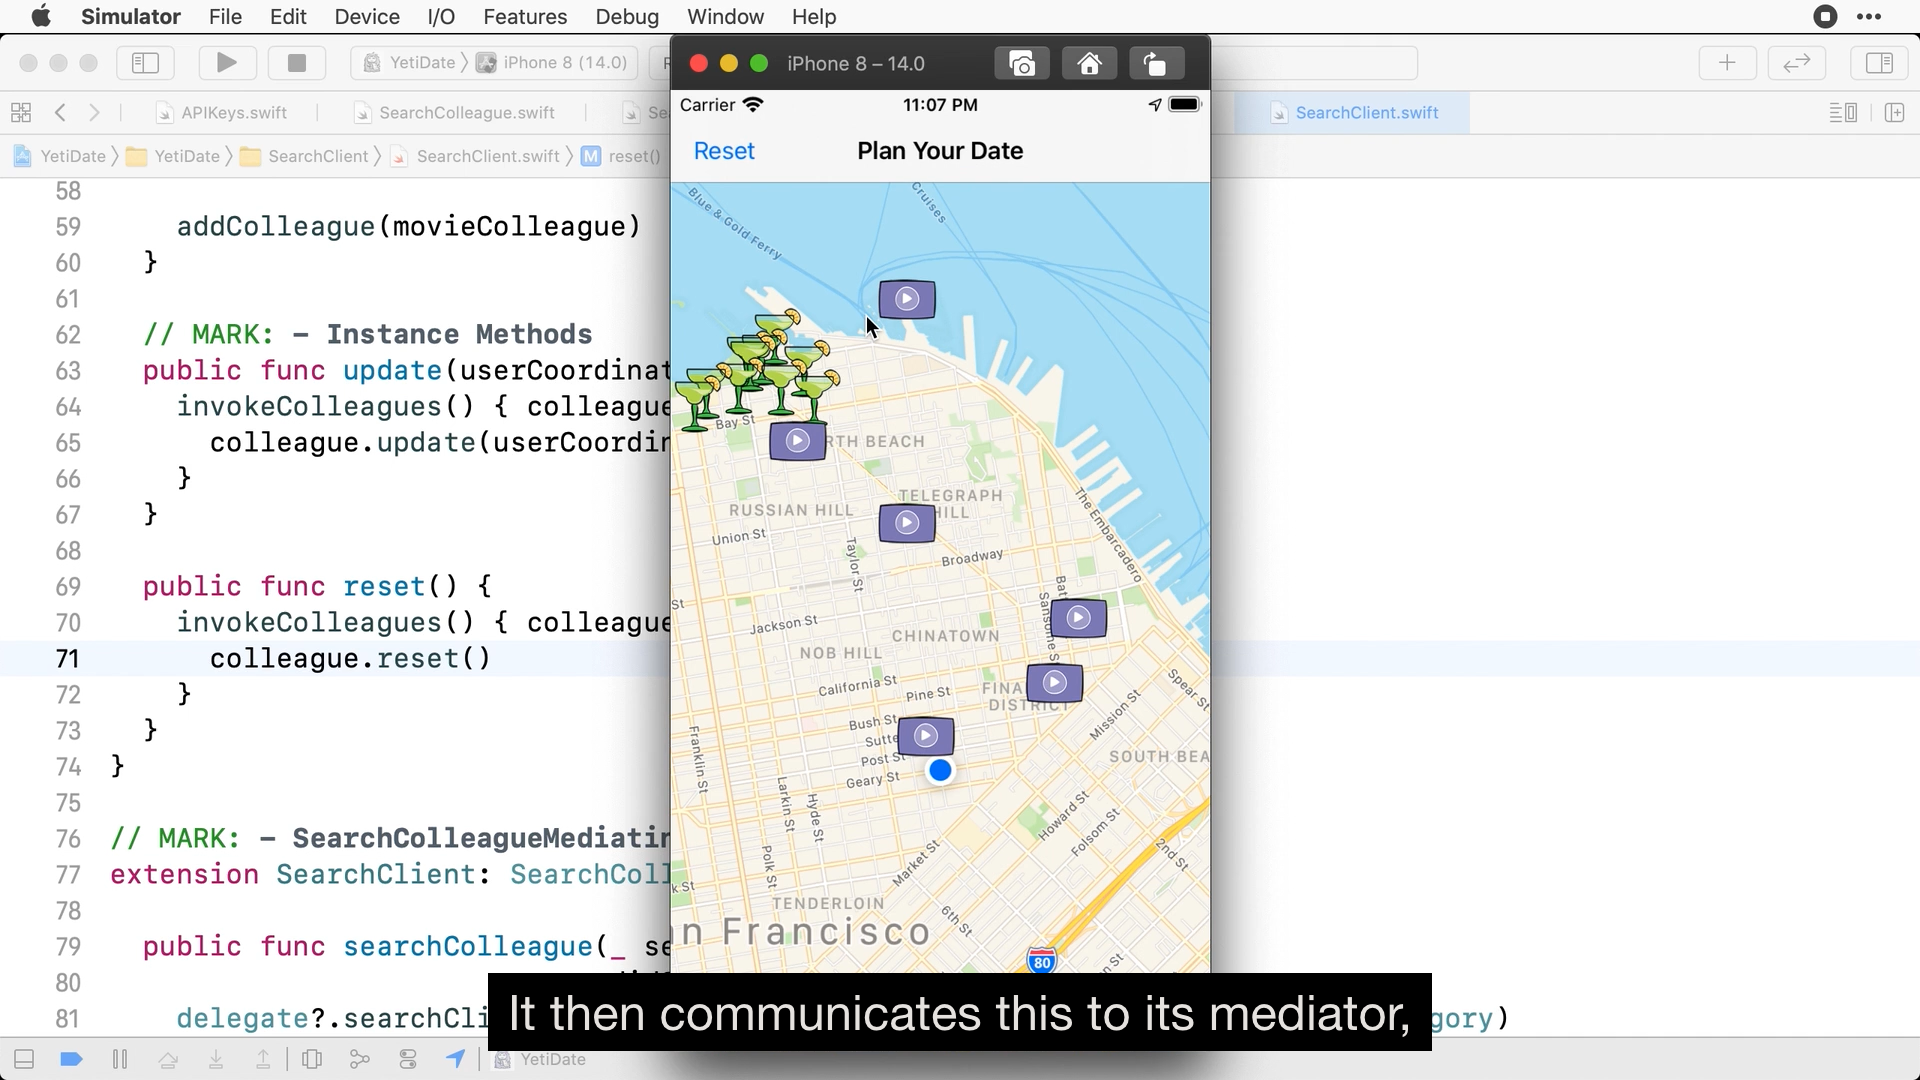 Simulator File Edit Device I/O Features Debug Window Help
YetiDate iPhone 8 (14.0)
iPhone 8 – 14.0
APIKeys.swift SearchColleague.swift SearchClient.swift
YetiDate YetiDate SearchClient SearchClient.swift M reset()
Carrier 11:07 PM
Reset Plan Your Date
58
59 addColleague(movieColleague)
60 }
61
62 // MARK: – Instance Methods
63 public func update(userCoordinat
64 invokeColleagues() { colleague
65 colleague.update(userCoordin
66 }
67 }
68
69 public func reset() {
70 invokeColleagues() { colleague
71 colleague.reset()
72 }
73 }
74 }
75
76 // MARK: – SearchColleagueMediatin
77 extension SearchClient: SearchColl
78
79 public func searchColleague(_ se
80
81 delegate?.searchCli
gory)
Blue & Gold Ferry
Cruises
Bay St
RTH BEACH
TELEGRAPH
HILL
RUSSIAN HILL
Union St
Taylor St
Broadway
The Embarcadero
Bat
Sansome St
St
Jackson St
CHINATOWN
NOB HILL
California St
Pine St
FINA
DISTRICT
Spear St
Mission St
Bush St
Sutte
Post St
Geary St
Franklin St
SOUTH BEA
Larkin St
Hyde St
Howard St
Folsom St
2nd St
Polk St
Market St
k St
TENDERLOIN
6th St
n Francisco
80
It then communicates this to its mediator,
YetiDate